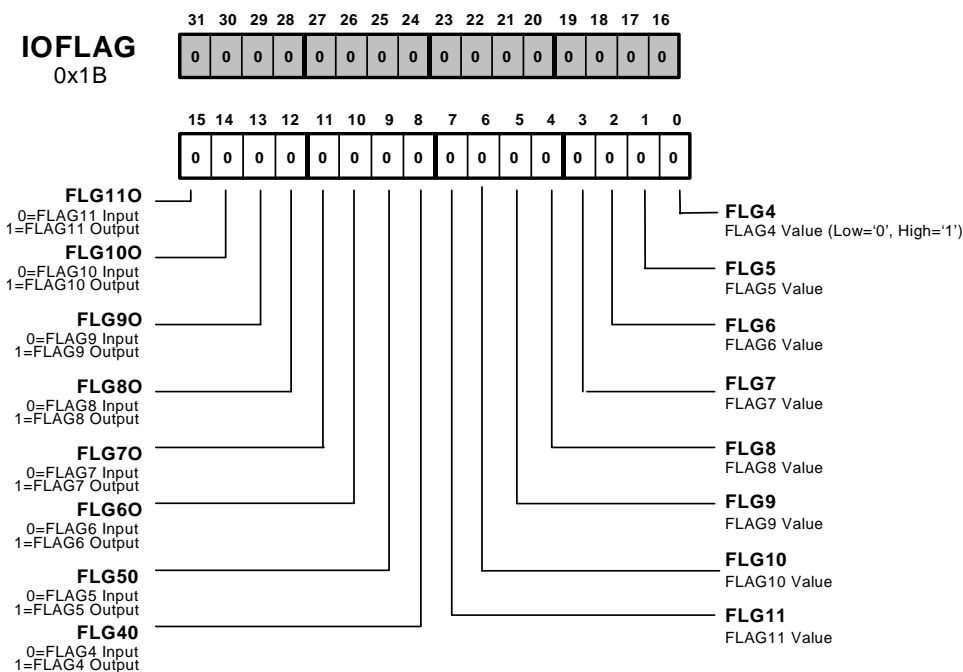 31 30 29 28 27 26 25 24 23 22 21 20 19 18 17 16
IOFLAG
0x1B
0 0 0 0 0 0 0 0 0 0 0 0 0 0 0 0
15 14 13 12 11 10 9 8 7 6 5 4 3 2 1 0
0 0 0 0 0 0 0 0 0 0 0 0 0 0 0 0
FLG11O
0=FLAG11 Input
1=FLAG11 Output
FLG10O
0=FLAG10 Input
1=FLAG10 Output
FLG9O
0=FLAG9 Input
1=FLAG9 Output
FLG8O
0=FLAG8 Input
1=FLAG8 Output
FLG7O
0=FLAG7 Input
1=FLAG7 Output
FLG6O
0=FLAG6 Input
1=FLAG6 Output
FLG50
0=FLAG5 Input
1=FLAG5 Output
FLG40
0=FLAG4 Input
1=FLAG4 Output
FLG4
FLAG4 Value (Low=‘0’, High=‘1’)
FLG5
FLAG5 Value
FLG6
FLAG6 Value
FLG7
FLAG7 Value
FLG8
FLAG8 Value
FLG9
FLAG9 Value
FLG10
FLAG10 Value
FLG11
FLAG11 Value